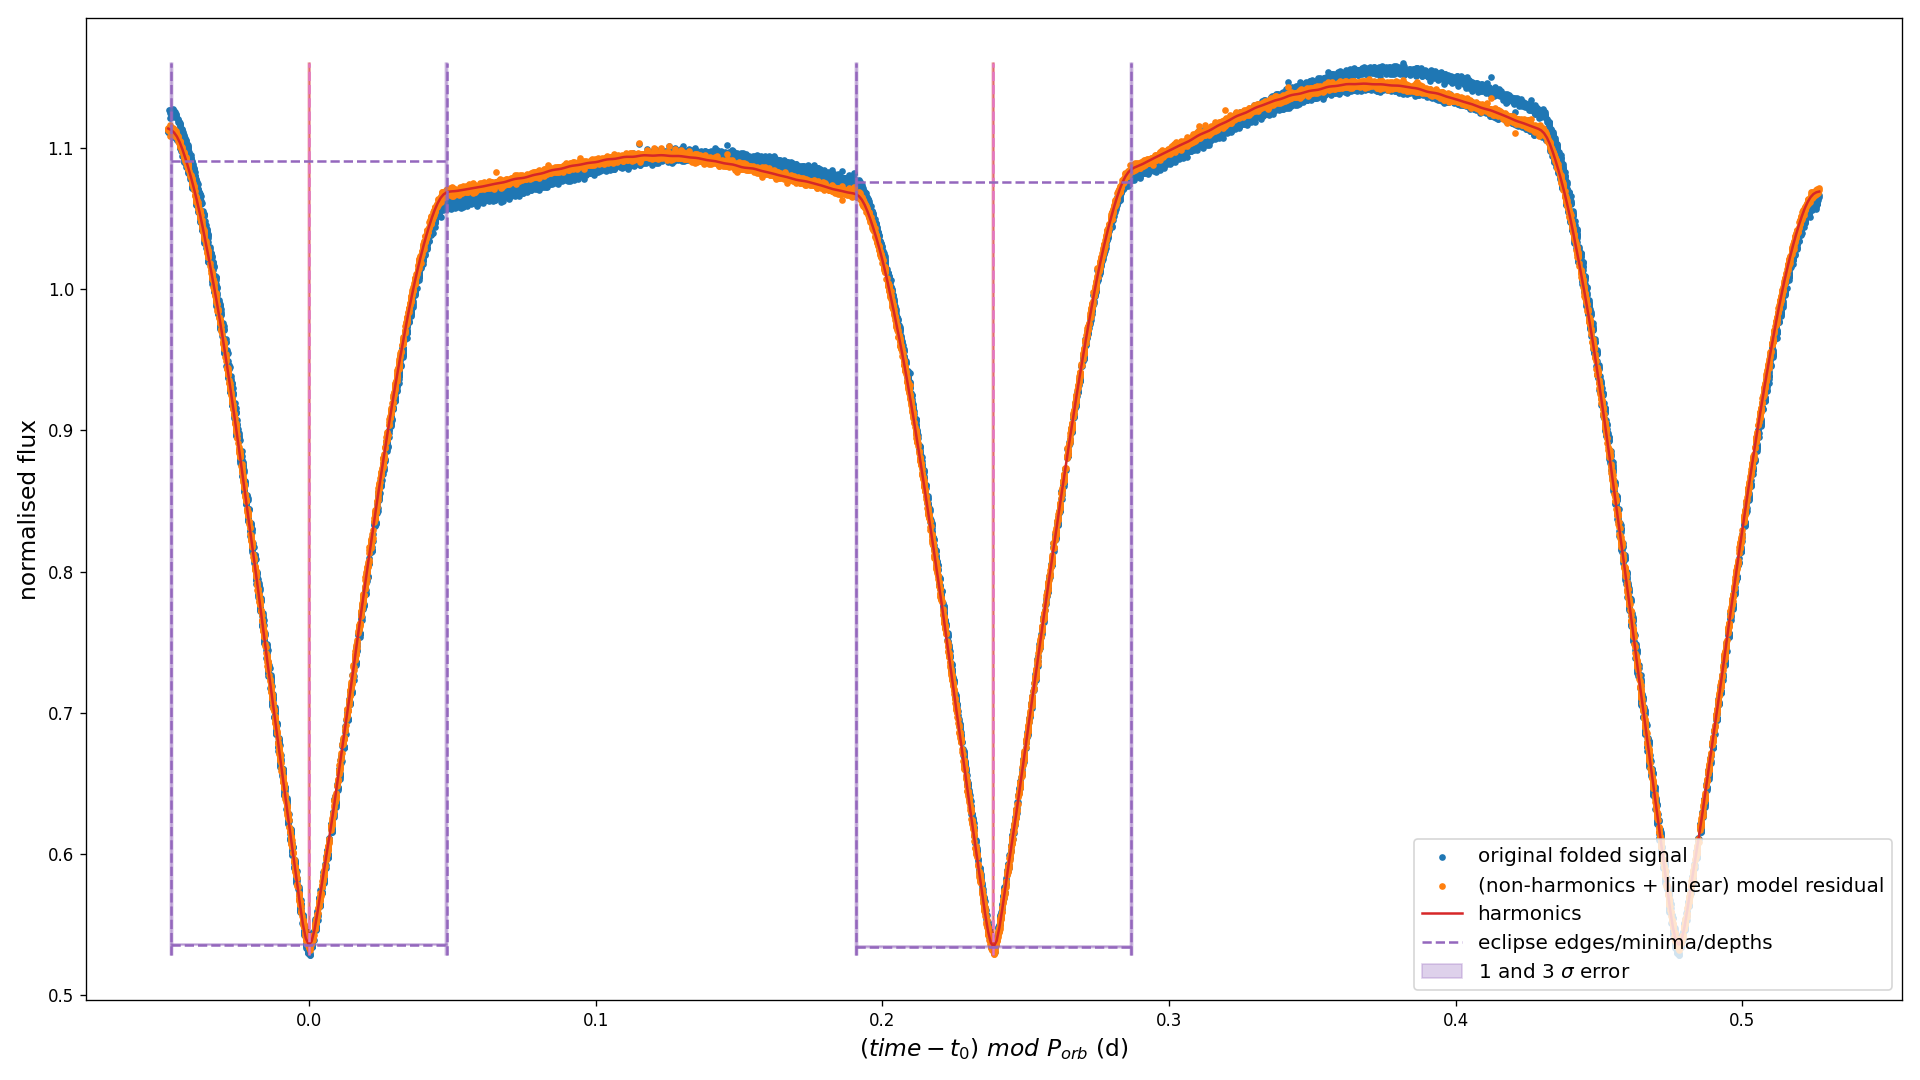 normalised flux
1.1
1.0
0.9
0.8
0.7
0.6
0.5
0.0
0.1
0.2
0.3
0.4
0.5
(time − t₀) mod Pₒᵣᵦ (d)
original folded signal
(non-harmonics + linear) model residual
harmonics
eclipse edges/minima/depths
1 and 3 σ error